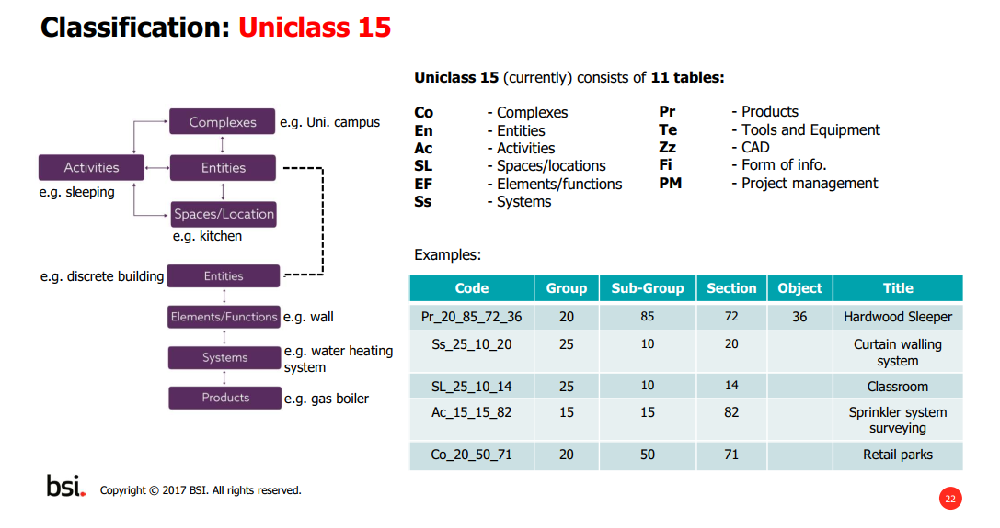 Classification: Uniclass 15
Complexes
e.g. Uni. campus
Activities
Entities
e.g. sleeping
Spaces/Location
e.g. kitchen
e.g. discrete building
Entities
Elements/Functions
e.g. wall
Systems
e.g. water heating
system
Products
e.g. gas boiler
Uniclass 15 (currently) consists of 11 tables:
Co - Complexes
En - Entities
Ac - Activities
SL - Spaces/locations
EF - Elements/functions
Ss - Systems
Pr - Products
Te - Tools and Equipment
Zz - CAD
Fi - Form of info.
PM - Project management
Examples:
Code Group Sub-Group Section Object Title
Pr_20_85_72_36 20 85 72 36 Hardwood Sleeper
Ss_25_10_20 25 10 20 Curtain walling
system
SL_25_10_14 25 10 14 Classroom
Ac_15_15_82 15 15 82 Sprinkler system
surveying
Co_20_50_71 20 50 71 Retail parks
bsi. Copyright © 2017 BSI. All rights reserved.
22